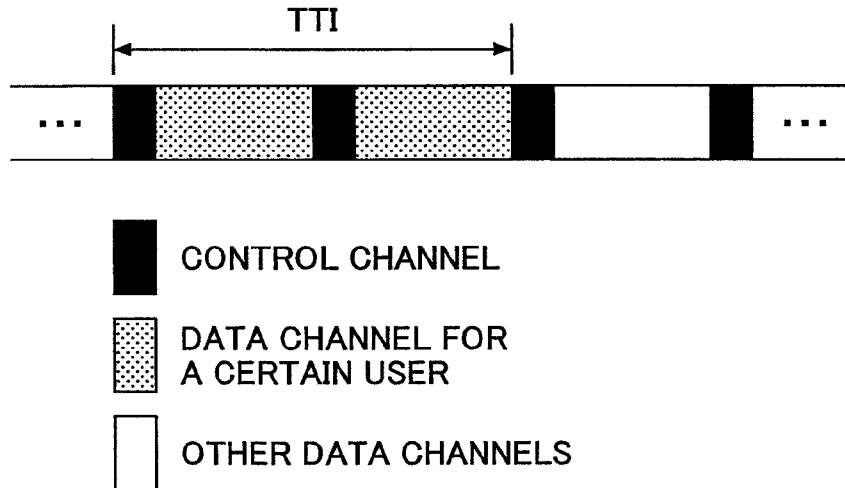 TTI
... ...
CONTROL CHANNEL
DATA CHANNEL FOR
A CERTAIN USER
OTHER DATA CHANNELS